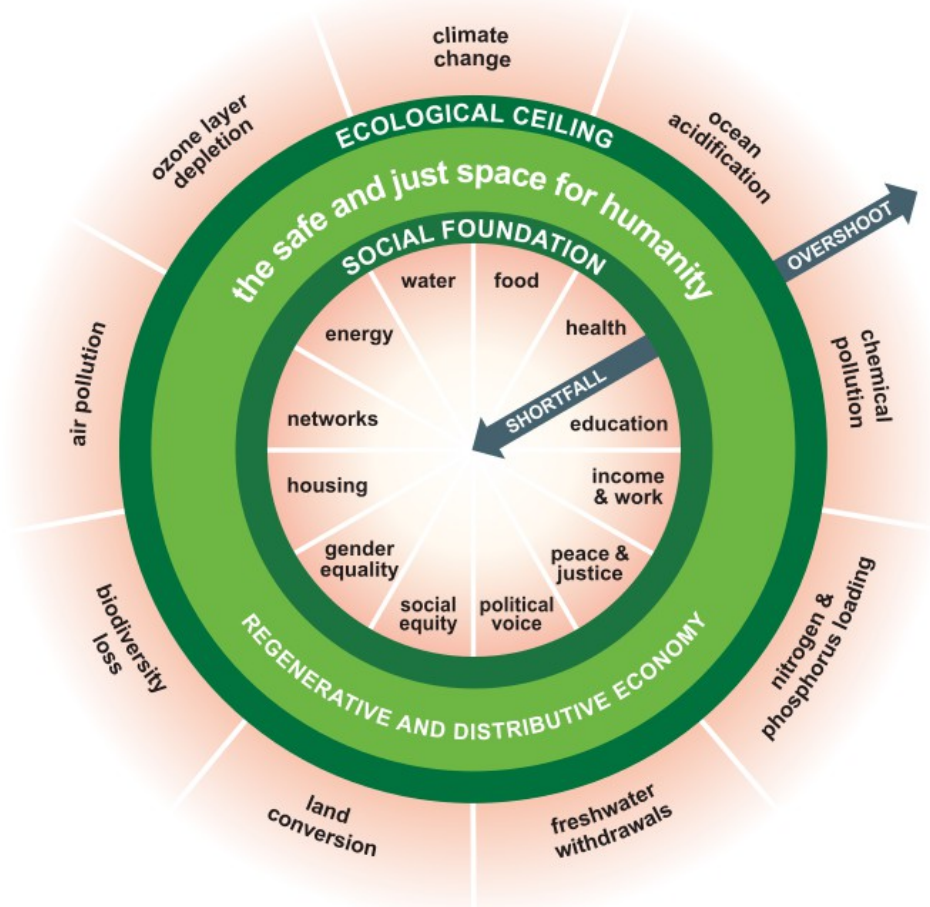 climate
change
ocean
acidification
OVERSHOOT
chemical
pollution
nitrogen &
phosphorus loading
freshwater
withdrawals
land
conversion
biodiversity
loss
air pollution
ozone layer
depletion
ECOLOGICAL CEILING
the safe and just space for humanity
SOCIAL FOUNDATION
water
food
energy
health
SHORTFALL
networks
education
housing
income
& work
gender
equality
peace &
justice
social
equity
political
voice
REGENERATIVE AND DISTRIBUTIVE ECONOMY